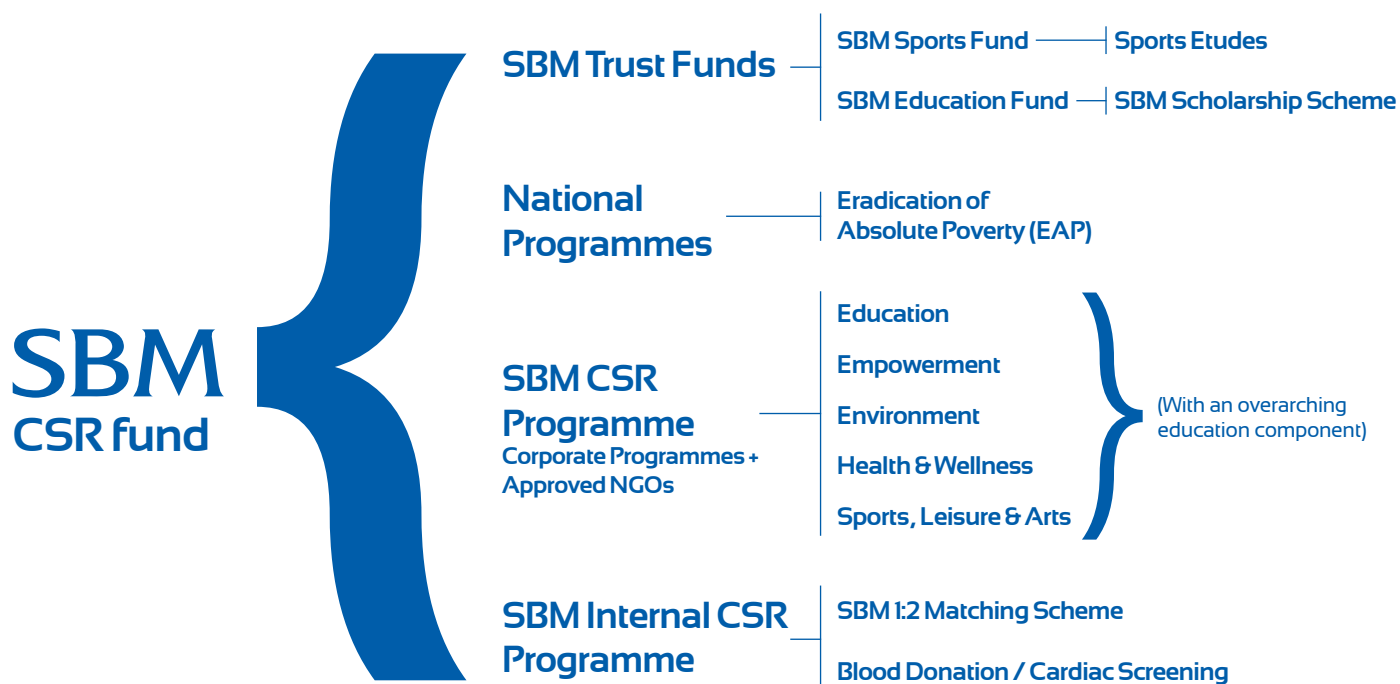 SBM
CSR fund
SBM Trust Funds
SBM Sports Fund
Sports Etudes
SBM Education Fund
SBM Scholarship Scheme
National
Programmes
Eradication of
Absolute Poverty (EAP)
SBM CSR
Programme
Corporate Programmes +
Approved NGOs
Education
Empowerment
Environment
Health & Wellness
Sports, Leisure & Arts
(With an overarching
education component)
SBM Internal CSR
Programme
SBM 1:2 Matching Scheme
Blood Donation / Cardiac Screening